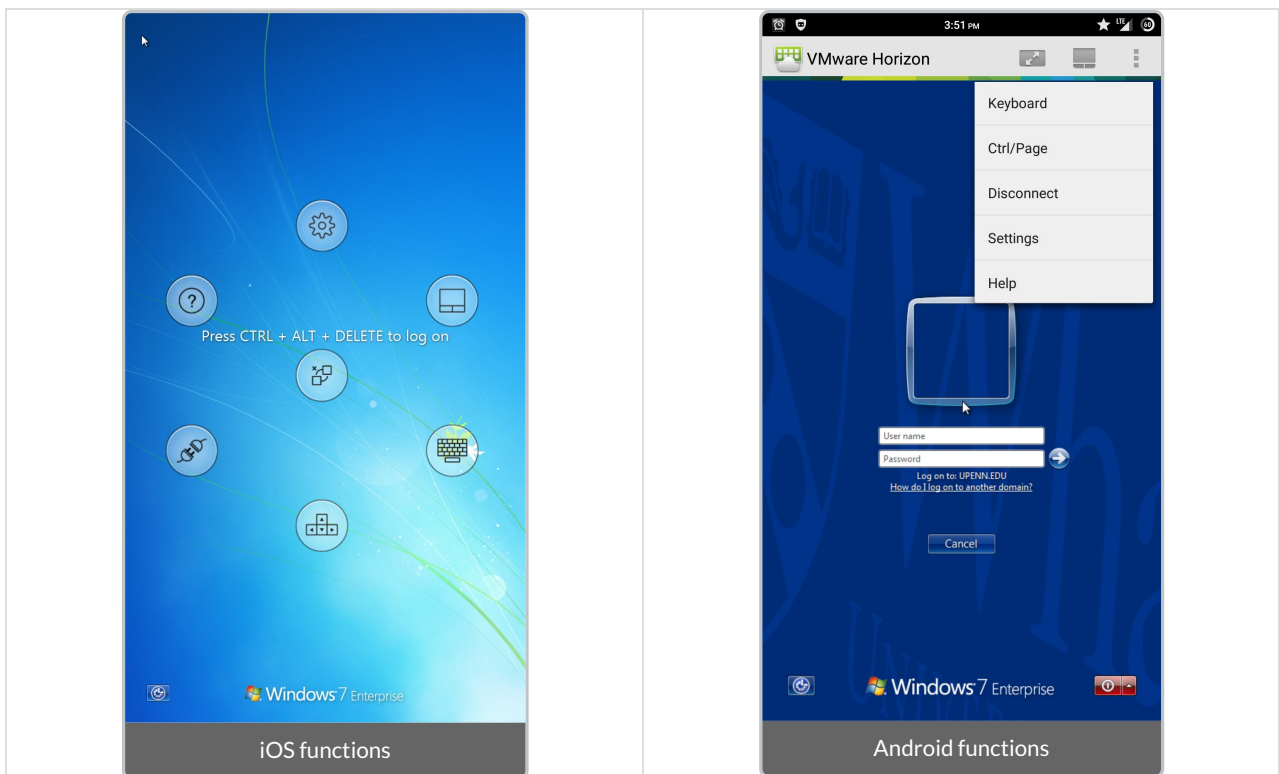 Press CTRL + ALT + DELETE to log on
?
Windows 7 Enterprise
iOS functions
3:51 PM
LTE
60
VMware Horizon
Keyboard
Ctrl/Page
Disconnect
Settings
Help
User name
Password
Log on to: UPENN.EDU
How do I log on to another domain?
Cancel
Windows 7 Enterprise
Android functions